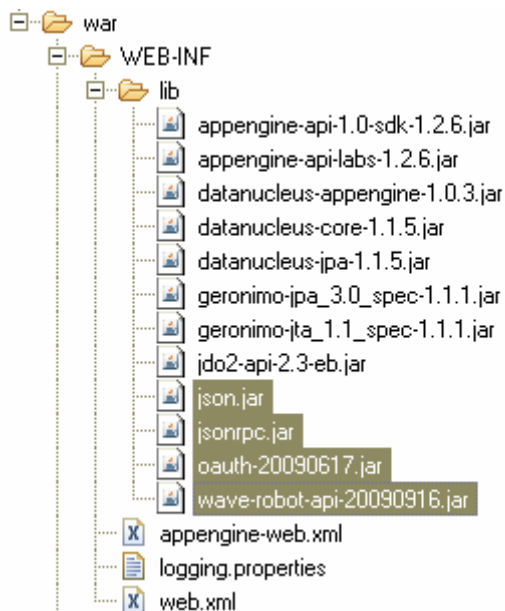 war
WEB-INF
lib
appengine-api-1.0-sdk-1.2.6.jar
appengine-api-labs-1.2.6.jar
datanucleus-appengine-1.0.3.jar
datanucleus-core-1.1.5.jar
datanucleus-jpa-1.1.5.jar
geronimo-jpa_3.0_spec-1.1.1.jar
geronimo-jta_1.1_spec-1.1.1.jar
jdo2-api-2.3-eb.jar
json.jar
jsonrpc.jar
oauth-20090617.jar
wave-robot-api-20090916.jar
appengine-web.xml
logging.properties
web.xml